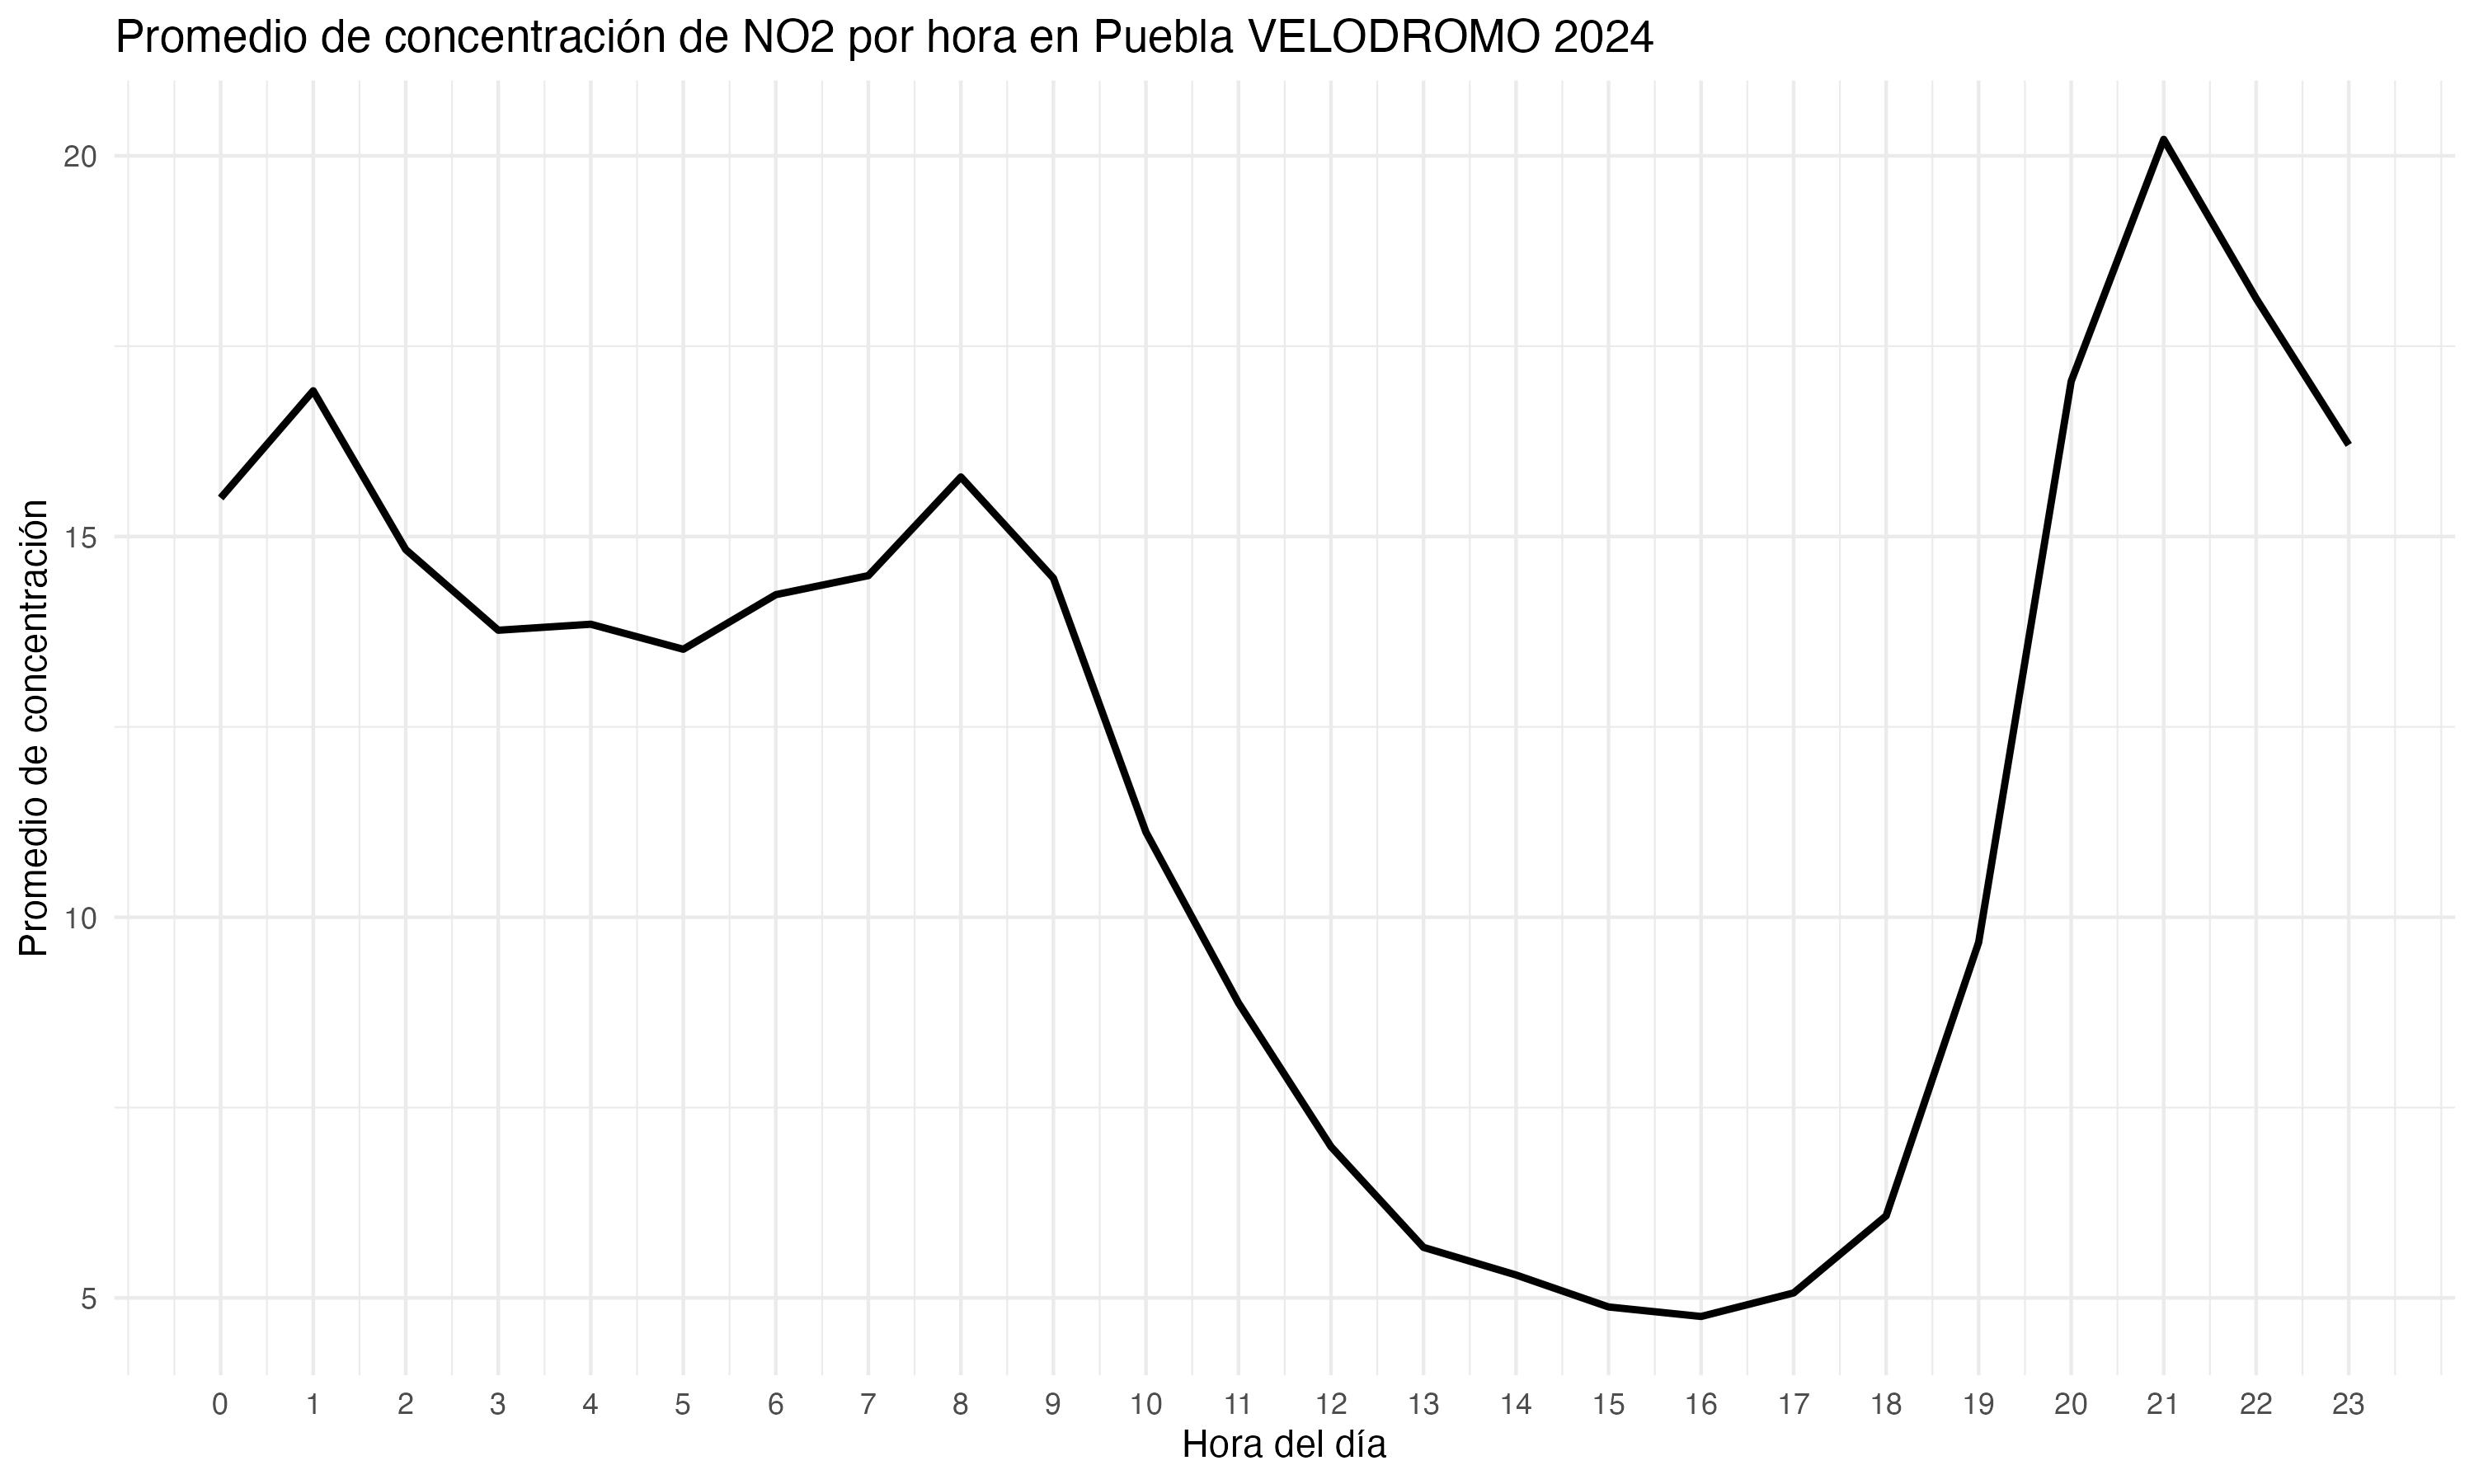 Promedio de concentración de NO2 por hora en Puebla VELODROMO 2024
Promedio de concentración
20
15
10
5
0 1 2 3 4 5 6 7 8 9 10 11 12 13 14 15 16 17 18 19 20 21 22 23
Hora del día